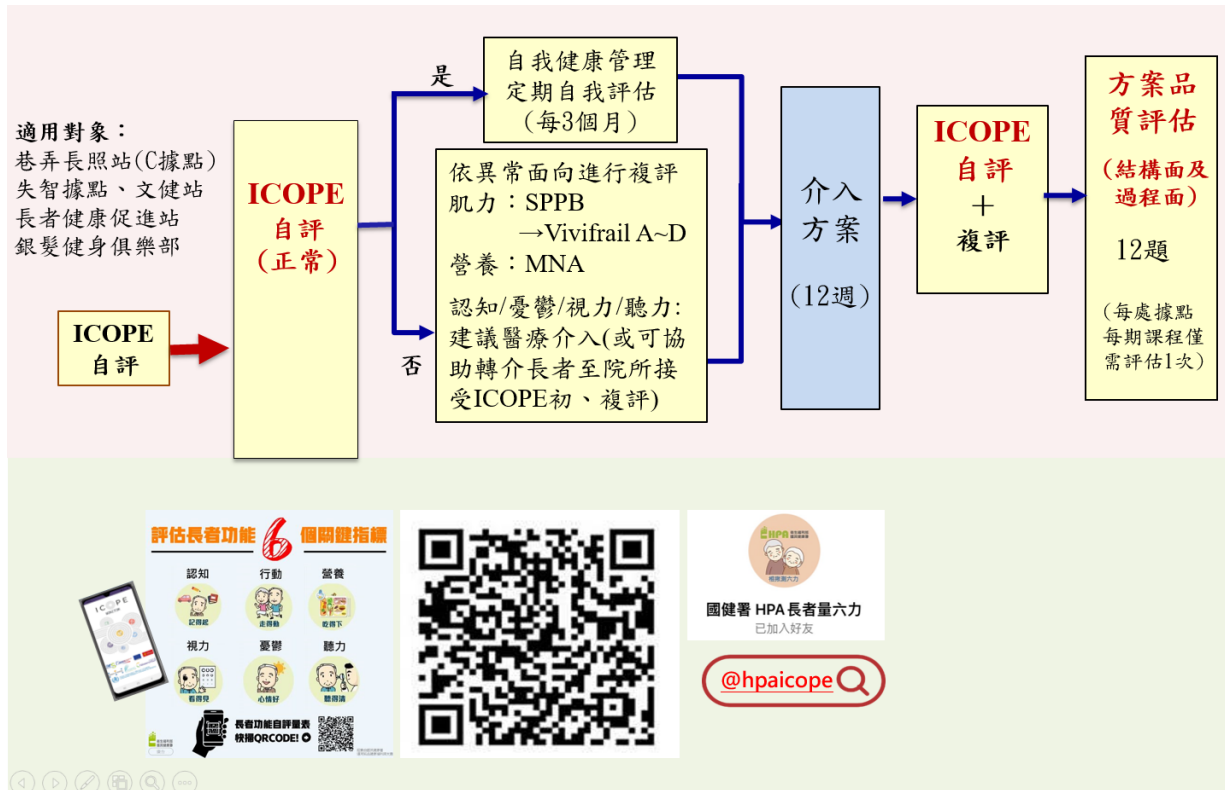 適用對象：
巷弄長照站(C據點)
失智據點、文健站
長者健康促進站
銀髮健身俱樂部
ICOPE
自評
ICOPE
自評
(正常)
是
自我健康管理
定期自我評估
(每3個月)
否
依異常面向進行複評
肌力：SPPB
→Vivifrail A~D
營養：MNA
認知/憂鬱/視力/聽力:
建議醫療介入(或可協
助轉介長者至院所接
受ICOPE初、複評)
介入
方案
(12週)
ICOPE
自評
＋
複評
方案品
質評估
(結構面及
過程面)
12題
(每處據點
每期課程僅
需評估1次)
ICOPE
評估長者功能6個關鍵指標
認知 行動 營養
記得起 走得動 吃得下
視力 憂鬱 聽力
看得見 心情好 聽得清
長者功能自評量表
快掃QRCODE!
HPA
國健署 HPA 長者量六力
已加入好友
@hpaicope